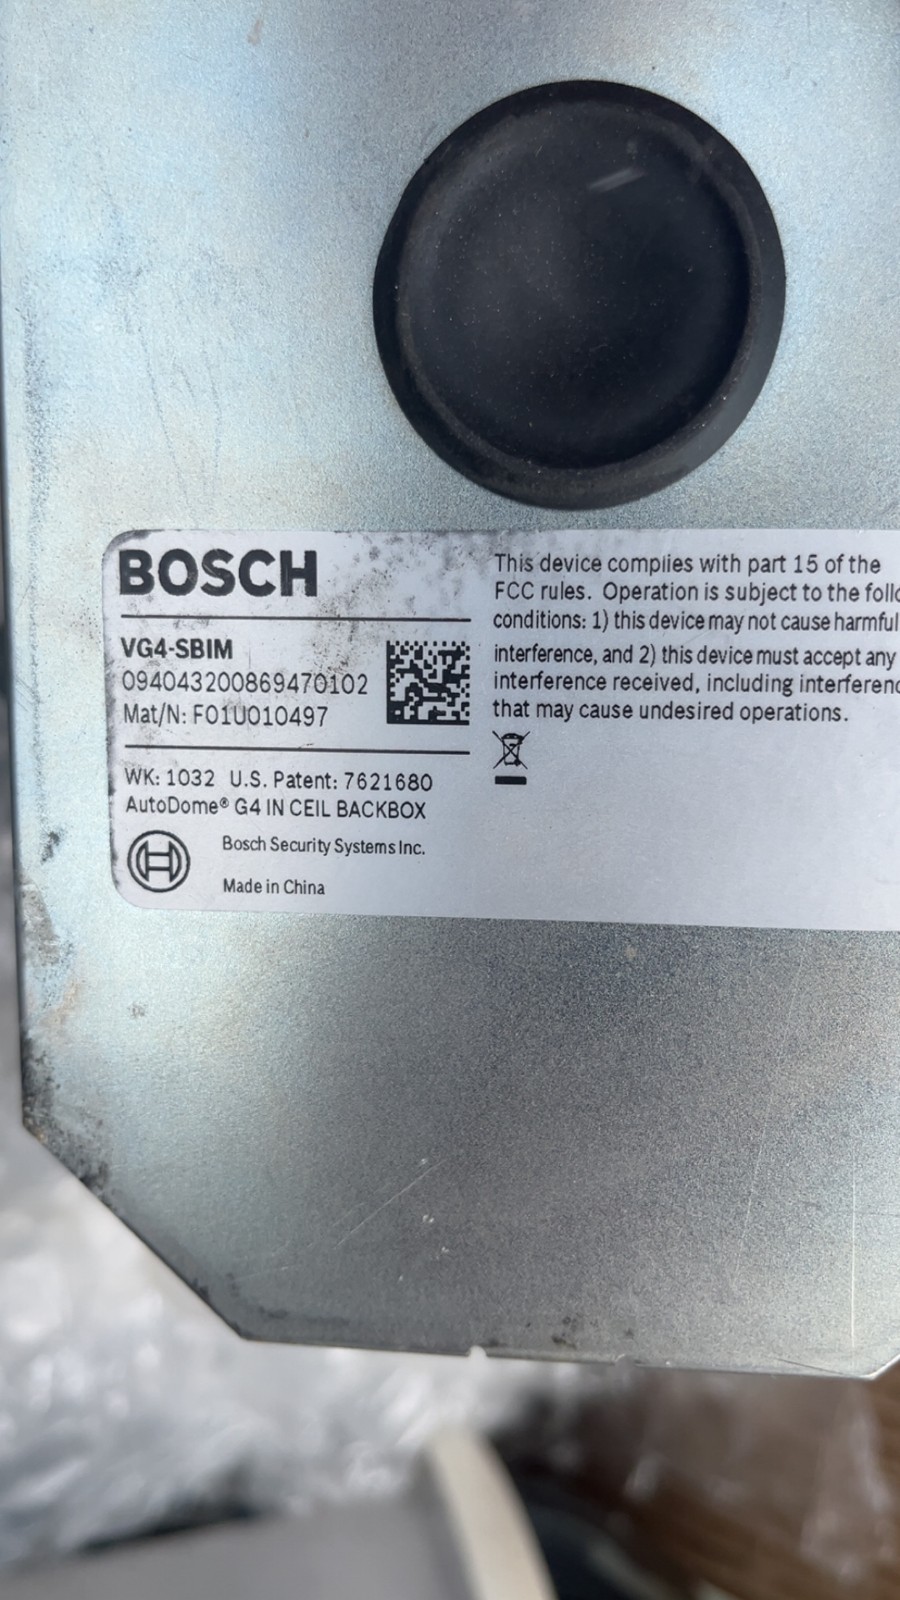 BOSCH
VG4-SBIM
094043200869470102
Mat/N: F01U010497
WK: 1032 U.S. Patent: 7621680
AutoDome® G4 IN CEIL BACKBOX
Bosch Security Systems Inc.
Made in China
This device complies with part 15 of the
FCC rules. Operation is subject to the
conditions: 1) this device may not cause harmful
interference, and 2) this device must accept any
interference received, including
that may cause undesired operations.